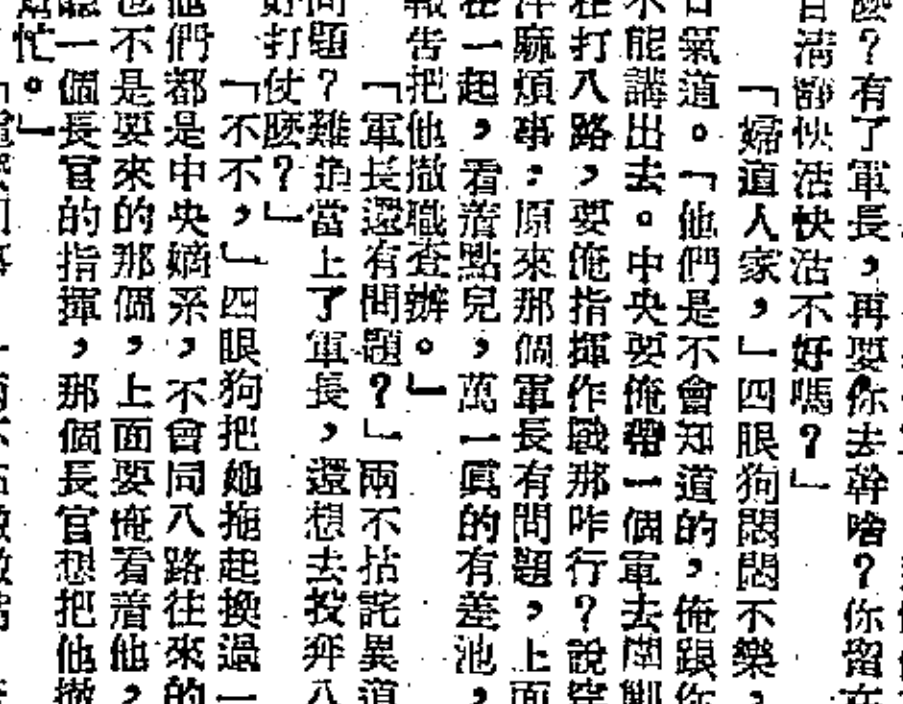 麼？有了軍長，再要你去幹啥？你留在
日清靜快活快活不好嗎？」
「婦道人家，」四眼狗悶悶不樂，
口氣道。「他們是不會知道的，俺跟你
不能講出去。中央要俺帶一個軍去開到
在打八路，要俺指揮作戰那咋行？說穿
洋麻煩事：原來那個軍長有問題，上面
在一起，看着點兒，萬一眞的有差池，
報告把他撤職查辦。」
「軍長還有問題？」兩不拈詫異道
問題？難道當上了軍長，還想去投奔八
好打仗麽？」
「不不，」四眼狗把她拖起換過一
他們都是中央嫡系，不會同八路往來的
也不是要來的那個，上面要俺看着他，
聽一個長官的指揮，那個長官想把他撤
忙。」